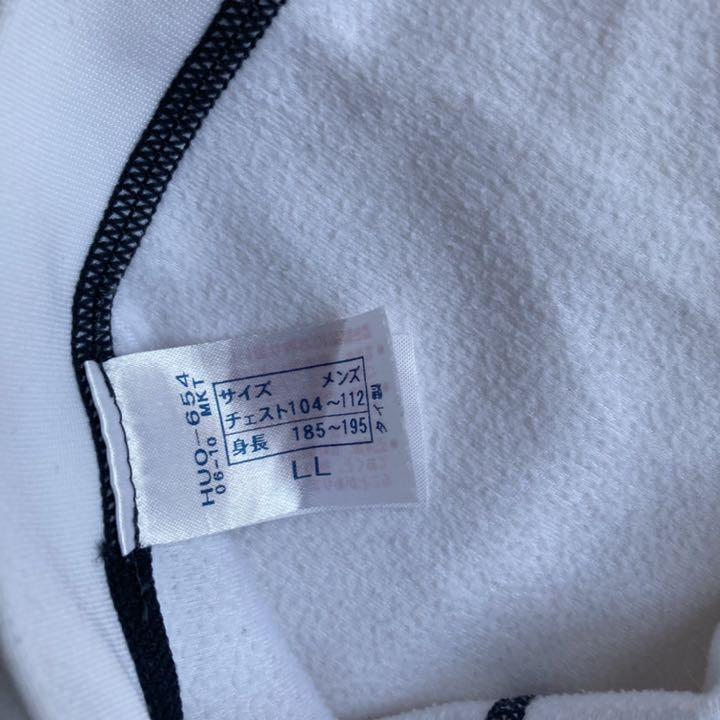 HUO-654
06-10 MKT
サイズ メンズ
チェスト104～112
身長 185～195
タイ製
LL